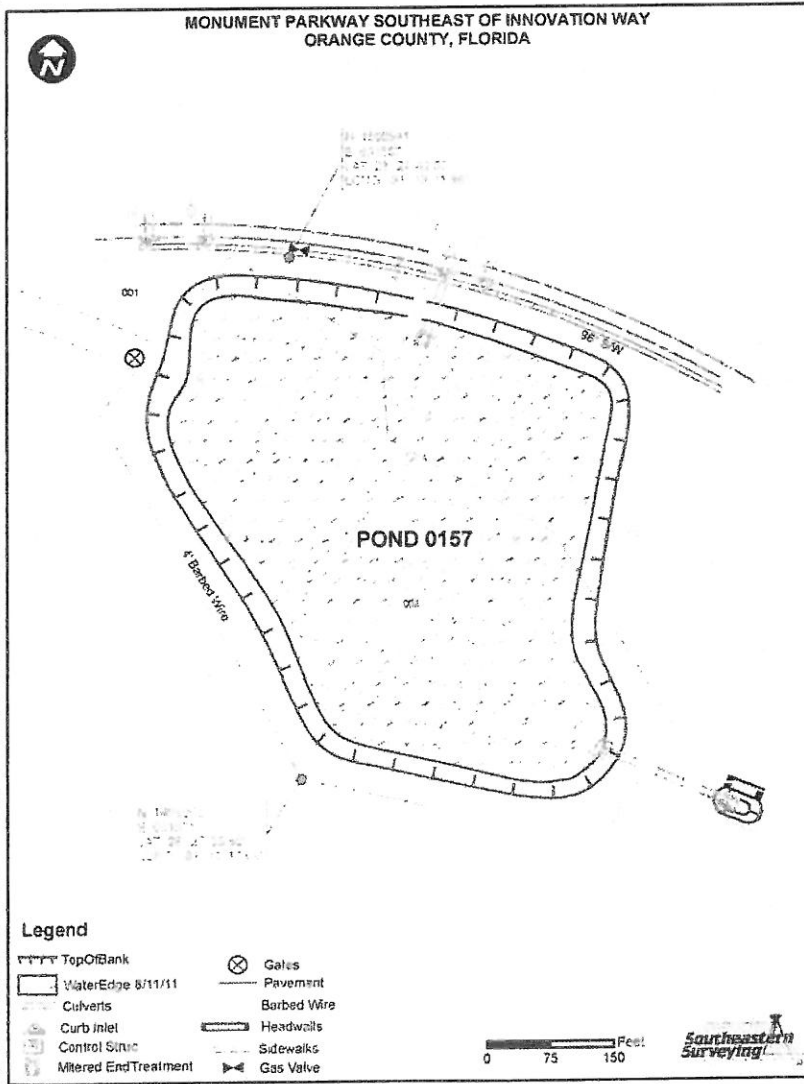 MONUMENT PARKWAY SOUTHEAST OF INNOVATION WAY
ORANGE COUNTY, FLORIDA
N
001
POND 0157
4' Barbed Wire
Legend
TopOfBank
WaterEdge 8/11/11
Culverts
Curb Inlet
Control Struc
Mitered EndTreatment
Gates
Pavement
Barbed Wire
Headwalls
Sidewalks
Gas Valve
Feet
0 75 150
Southeastern
Surveying